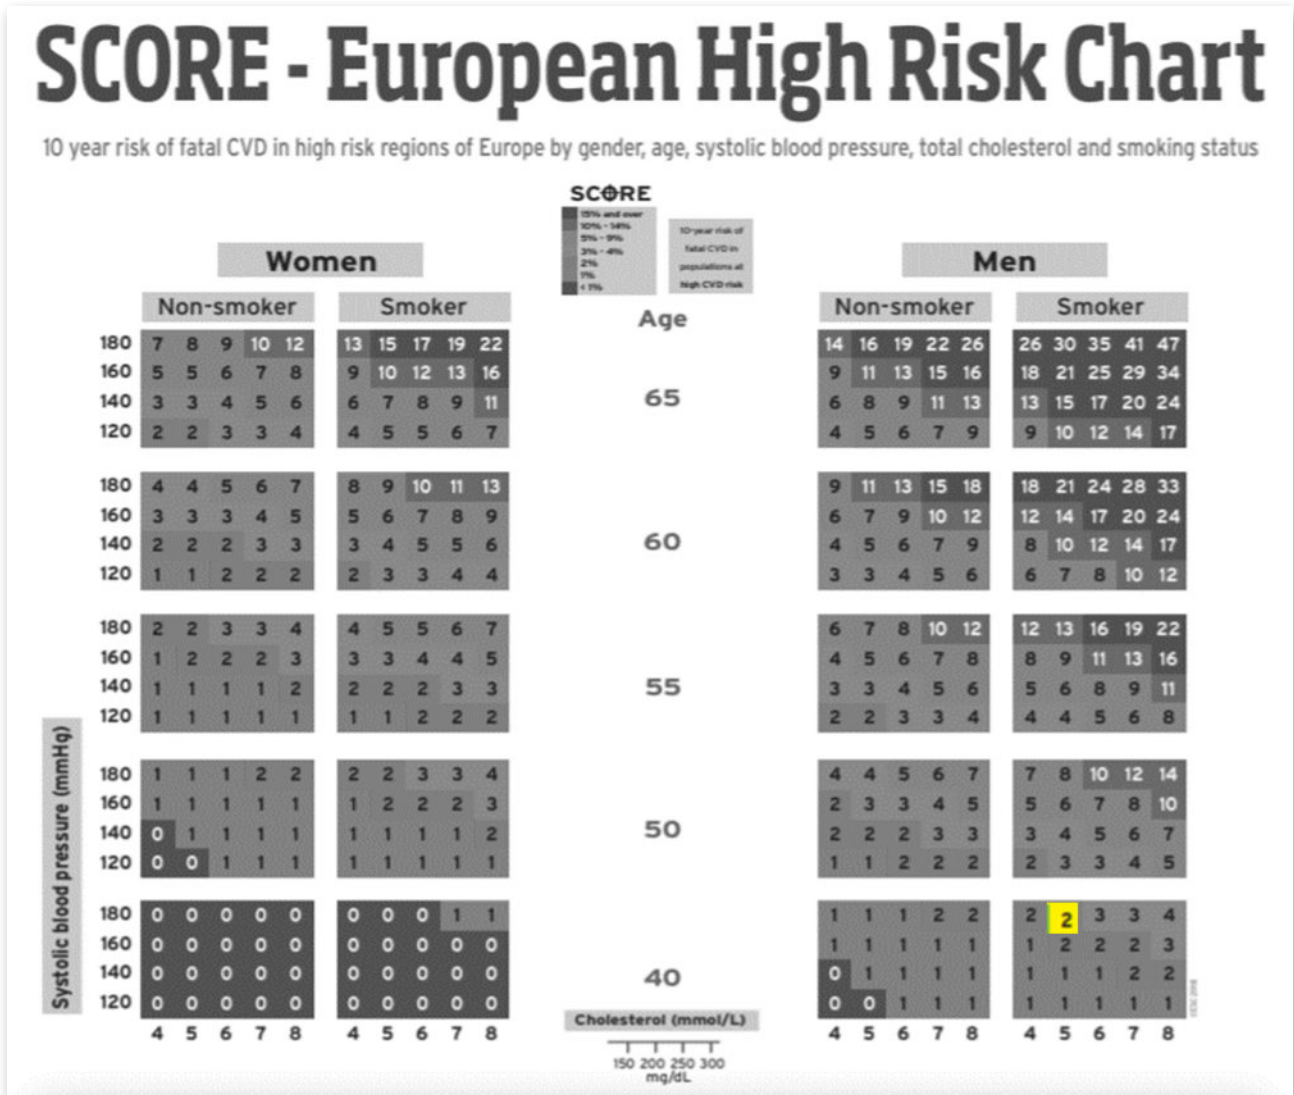 SCORE - European High Risk Chart
10 year risk of fatal CVD in high risk regions of Europe by gender, age, systolic blood pressure, total cholesterol and smoking status
SCORE
15% and over
10% - 14%
5% - 9%
3% - 4%
2%
1%
< 1%
10-year risk of
fatal CVD in
populations at
high CVD risk
Women
Men
Non-smoker Smoker Age Non-smoker Smoker
180 7 8 9 10 12 13 15 17 19 22 14 16 19 22 26 26 30 35 41 47
160 5 5 6 7 8 9 10 12 13 16 9 11 13 15 16 18 21 25 29 34
65
140 3 3 4 5 6 6 7 8 9 11 6 8 9 11 13 13 15 17 20 24
120 2 2 3 3 4 4 5 5 6 7 4 5 6 7 9 9 10 12 14 17
180 4 4 5 6 7 8 9 10 11 13 9 11 13 15 18 18 21 24 28 33
160 3 3 3 4 5 5 6 7 8 9 6 7 9 10 12 12 14 17 20 24
60
140 2 2 2 3 3 3 4 5 5 6 4 5 6 7 9 8 10 12 14 17
120 1 1 2 2 2 2 3 3 4 4 3 3 4 5 6 6 7 8 10 12
180 2 2 3 3 4 4 5 5 6 7 6 7 8 10 12 12 13 16 19 22
160 1 2 2 2 3 3 3 4 4 5 4 5 6 7 8 8 9 11 13 16
55
140 1 1 1 1 2 2 2 2 3 3 3 3 4 5 6 5 6 8 9 11
120 1 1 1 1 1 1 1 2 2 2 2 2 3 3 4 4 4 5 6 8
180 1 1 1 2 2 2 2 3 3 4 4 4 5 6 7 7 8 10 12 14
160 1 1 1 1 1 1 2 2 2 3 2 3 3 4 5 5 6 7 8 10
50
140 0 1 1 1 1 1 1 1 1 2 2 2 2 3 3 3 4 5 6 7
120 0 0 1 1 1 1 1 1 1 1 1 1 2 2 2 2 3 3 4 5
180 0 0 0 0 0 0 0 0 1 1 1 1 1 2 2 2 2 3 3 4
160 0 0 0 0 0 0 0 0 0 0 1 1 1 1 1 1 2 2 2 3
140 0 0 0 0 0 0 0 0 0 0 0 1 1 1 1 1 1 1 2 2
40
120 0 0 0 0 0 0 0 0 0 0 0 0 1 1 1 1 1 1 1 1
4 5 6 7 8 4 5 6 7 8 4 5 6 7 8 4 5 6 7 8
Systolic blood pressure (mmHg)
Cholesterol (mmol/L)
150 200 250 300
mg/dL